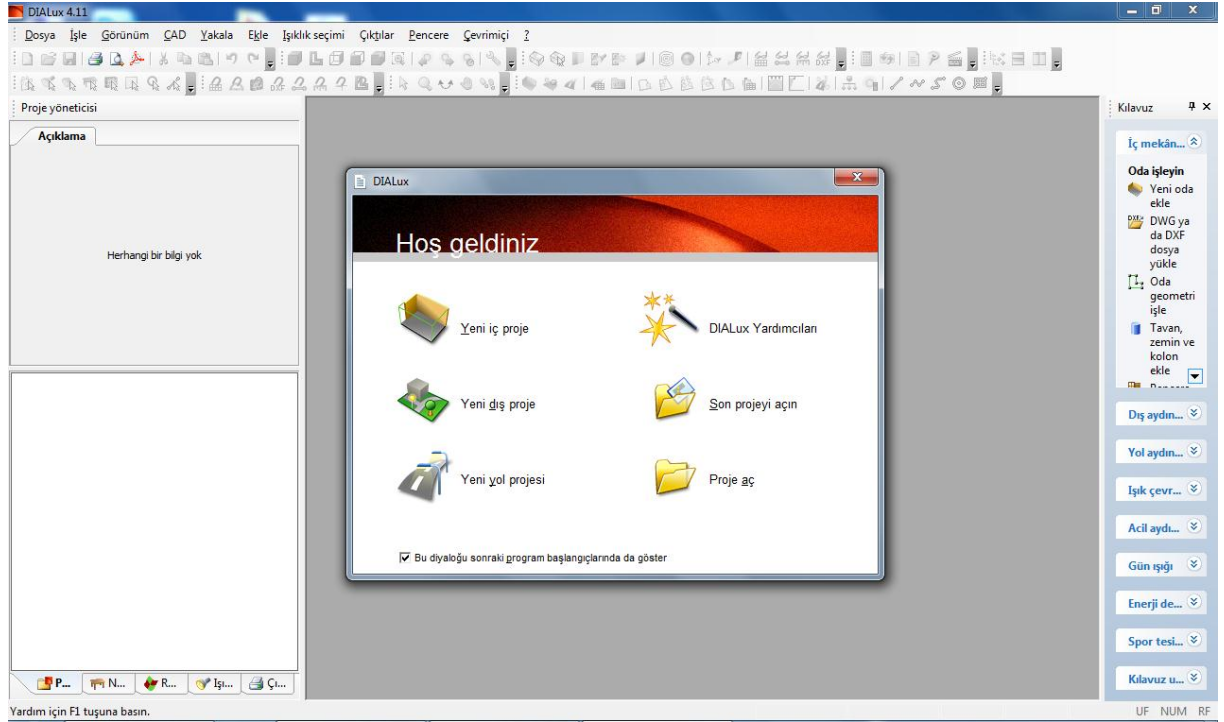 DIALux 4.11
Dosya İşle Görünüm CAD Yakala Ekle Işıklık seçimi Çıktılar Pencere Çevrimiçi ?
Proje yöneticisi
Açıklama
Herhangi bir bilgi yok
P... N... R... Işı... Çı...
DIALux
Hoş geldiniz
Yeni iç proje
DIALux Yardımcıları
Yeni dış proje
Son projeyi açın
Yeni yol projesi
Proje aç
Bu diyaloğu sonraki program başlangıçlarında da göster
Kılavuz
İç mekân...
Oda işleyin
Yeni oda
ekle
DWG ya
da DXF
dosya
yükle
Oda
geometri
işle
Tavan,
zemin ve
kolon
ekle
Dış aydın...
Yol aydın...
Işık çevr...
Acil aydı...
Gün ışığı
Enerji de...
Spor tesi...
Kılavuz u...
Yardım için F1 tuşuna basın.
UF NUM RF